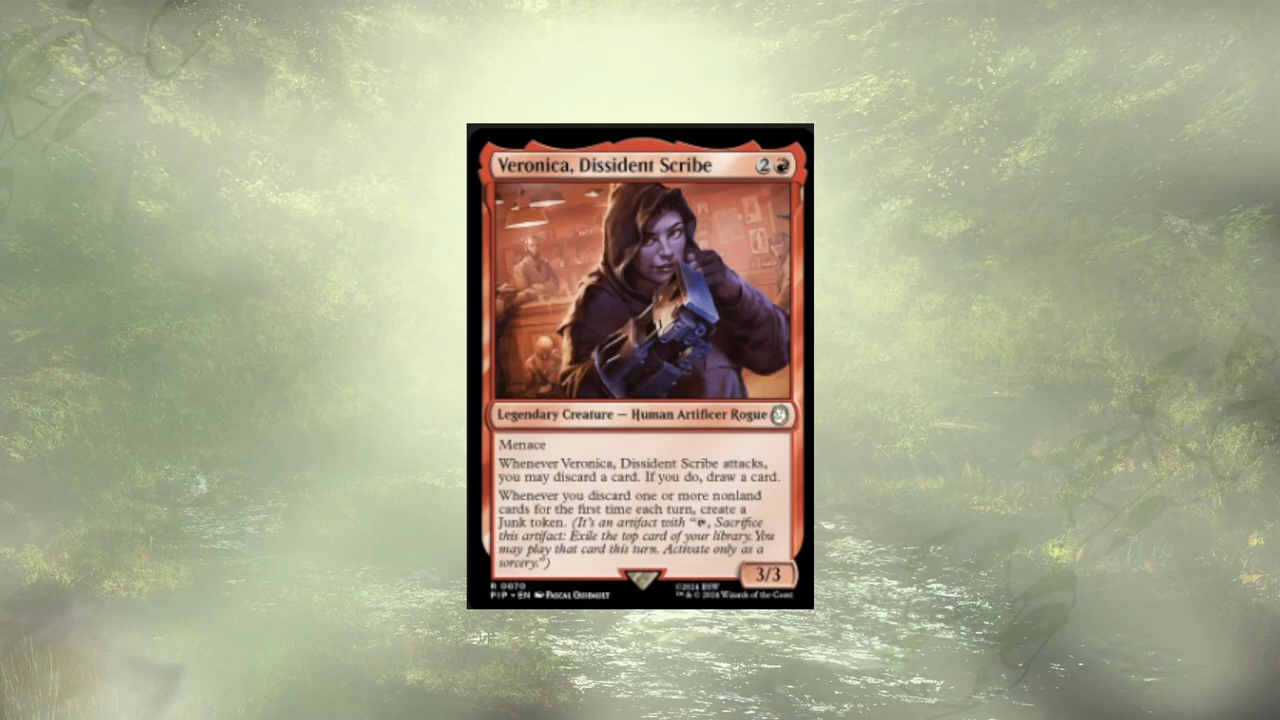 Veronica, Dissident Scribe 2
Legendary Creature — Human Artificer Rogue
Menace
Whenever Veronica, Dissident Scribe attacks,
you may discard a card. If you do, draw a card.
Whenever you discard one or more nonland
cards for the first time each turn, create a
Junk token. (It's an artifact with “, Sacrifice
this artifact: Exile the top card of your library. You
may play that card this turn. Activate only as a
sorcery.”)
3/3
R 0070
PIP • EN Pascal Quidault
©2024 BSW
™ & © 2024 Wizards of the Coast